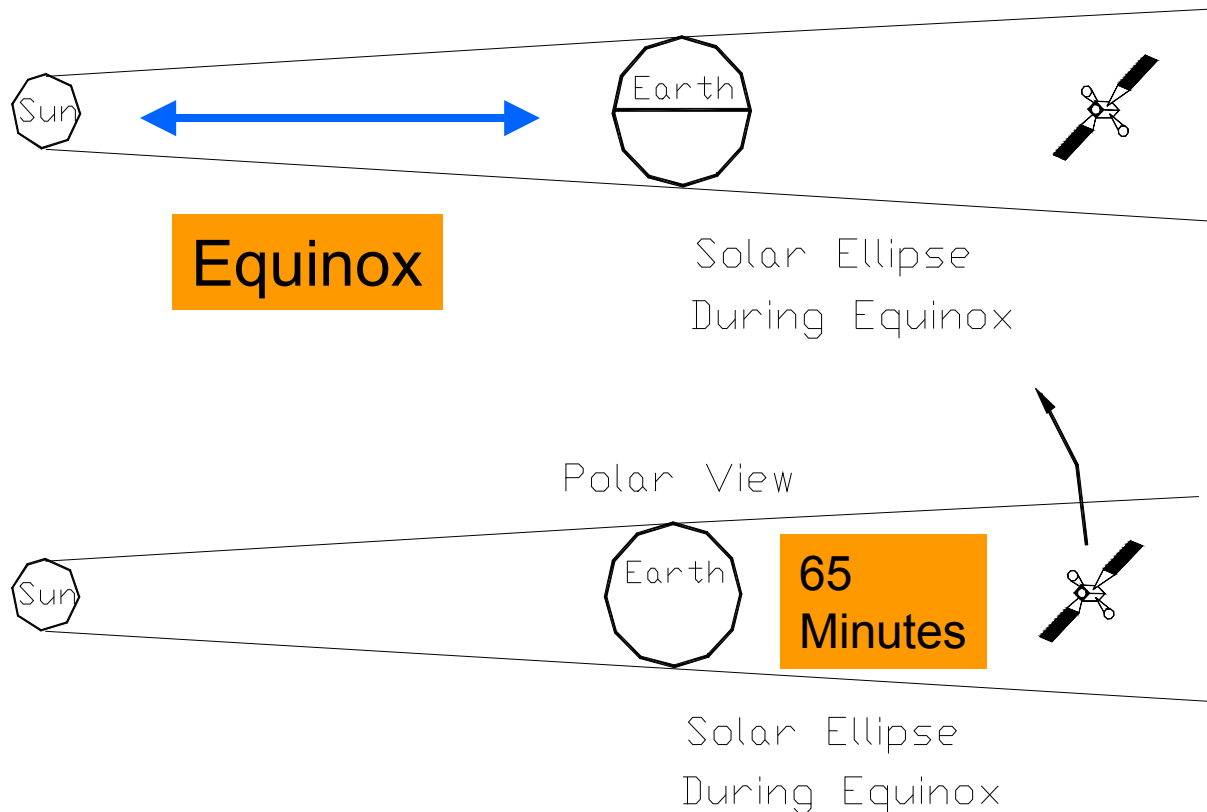 Sun
Earth
Equinox
Solar Ellipse
During Equinox
Polar View
Sun
Earth
65
Minutes
Solar Ellipse
During Equinox